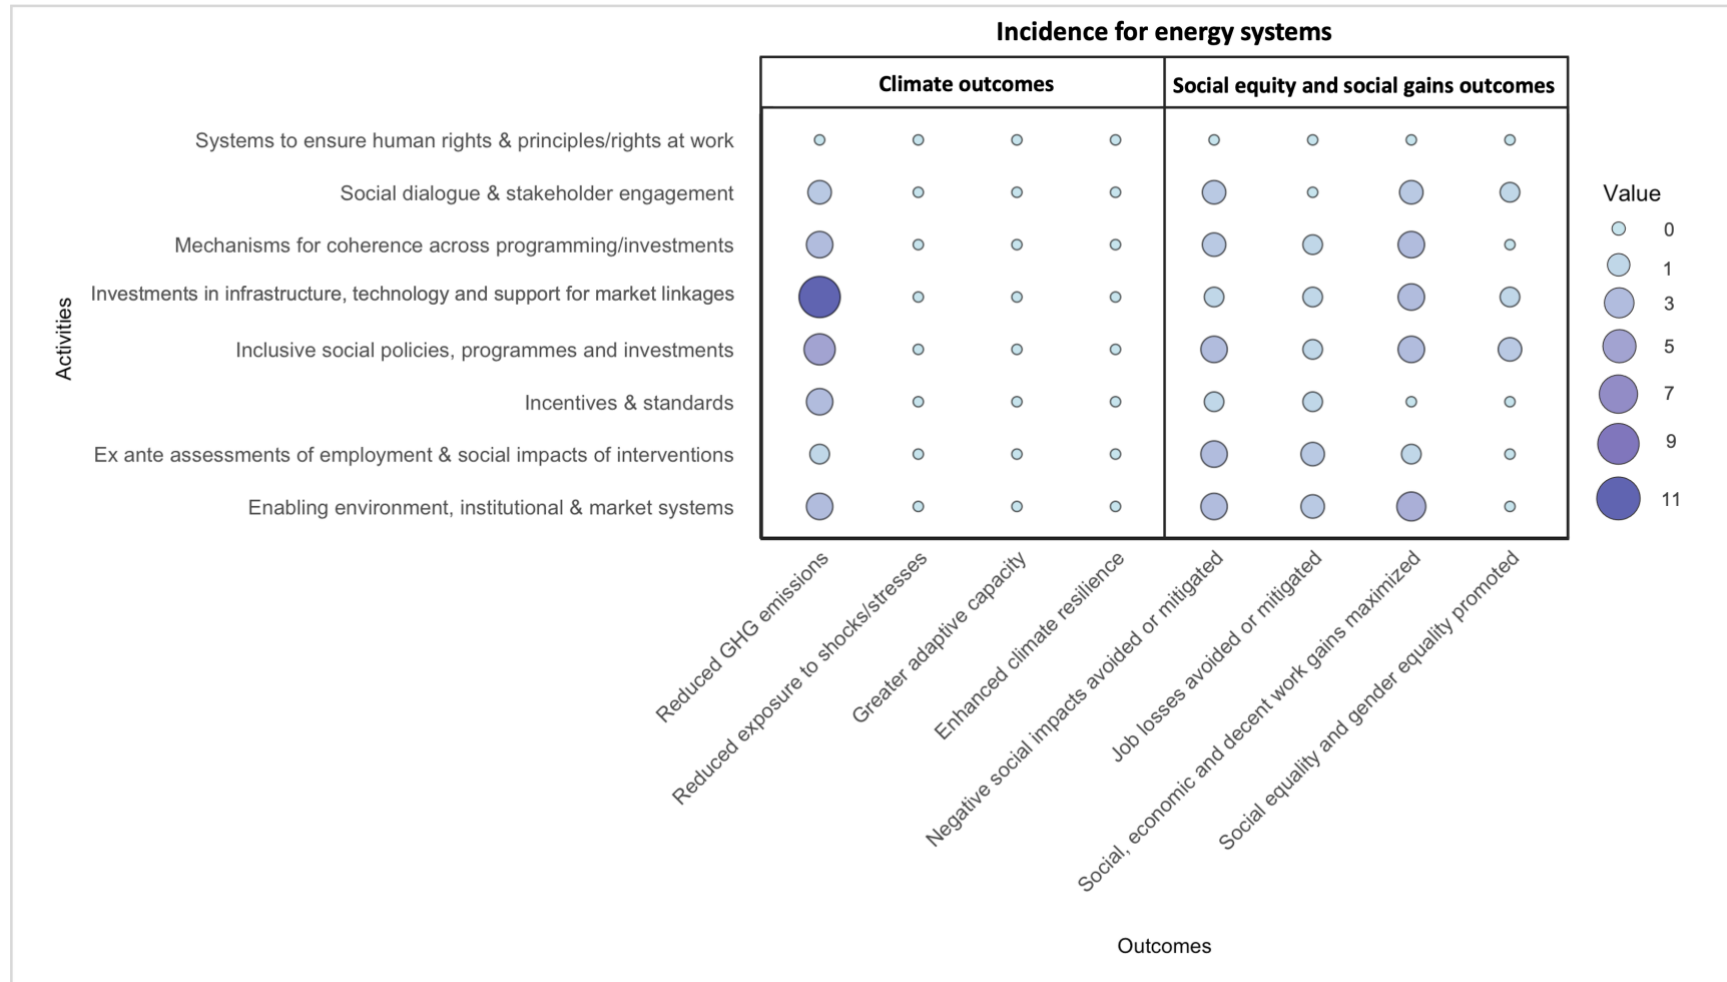 Incidence for energy systems
Climate outcomes
Social equity and social gains outcomes
Activities
Systems to ensure human rights & principles/rights at work
Social dialogue & stakeholder engagement
Mechanisms for coherence across programming/investments
Investments in infrastructure, technology and support for market linkages
Inclusive social policies, programmes and investments
Incentives & standards
Ex ante assessments of employment & social impacts of interventions
Enabling environment, institutional & market systems
Reduced GHG emissions
Reduced exposure to shocks/stresses
Greater adaptive capacity
Enhanced climate resilience
Negative social impacts avoided or mitigated
Job losses avoided or mitigated
Social, economic and decent work gains maximized
Social equality and gender equality promoted
Outcomes
Value
0
1
3
5
7
9
11